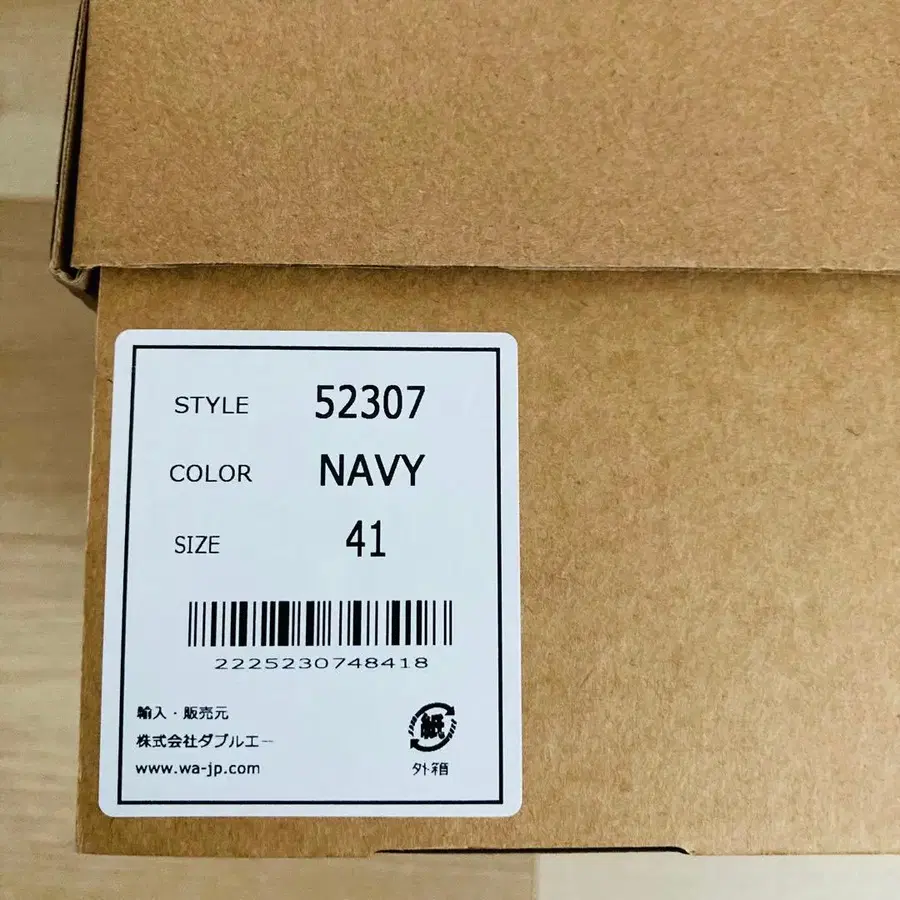 STYLE 52307
COLOR NAVY
SIZE 41
2225230748418
輸入・販売元
株式会社ダブルエー
www.wa-jp.com
紙
外箱